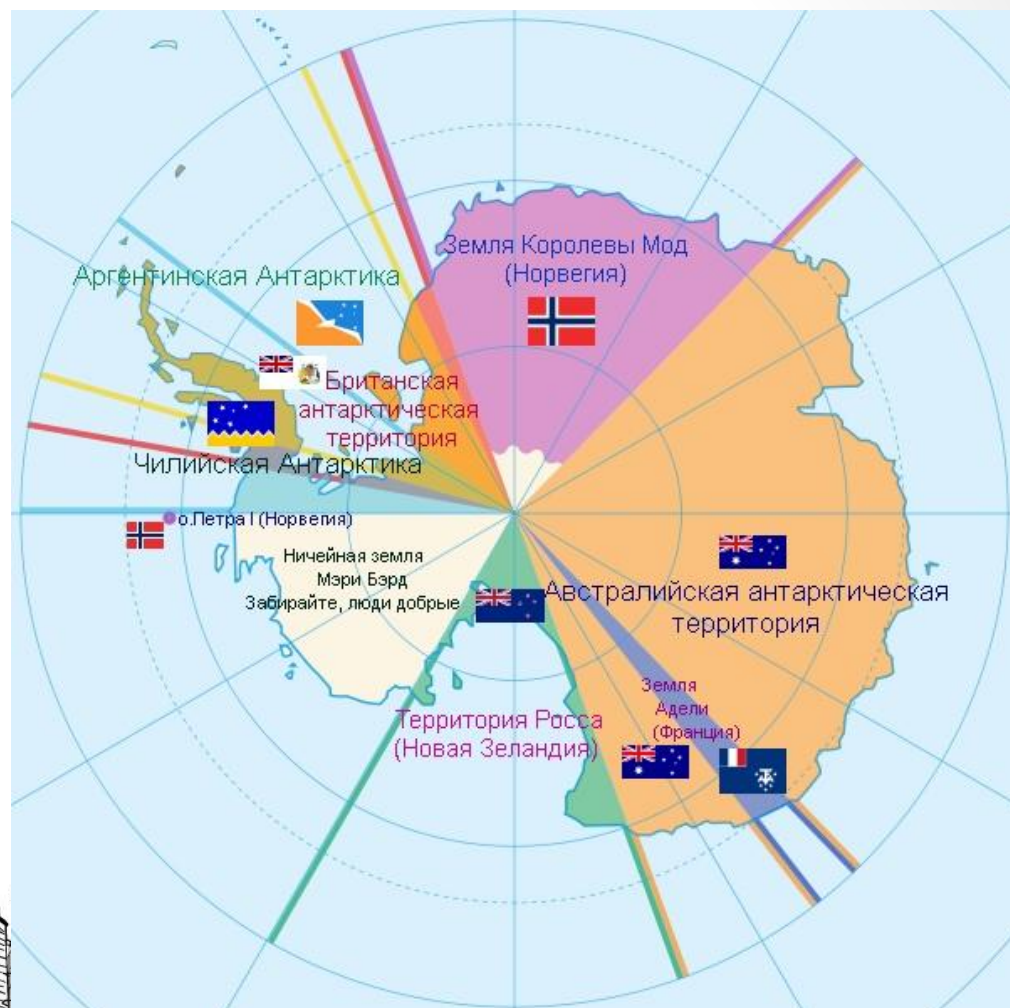 Земля Королевы Мод
(Норвегия)
Аргентинская Антарктика
Британская
антарктическая
территория
Чилийская Антарктика
о.Петра I (Норвегия)
Ничейная земля
Мэри Бэрд
Забирайте, люди добрые
Австралийская антарктическая
территория
Земля
Адели
(Франция)
Территория Росса
(Новая Зеландия)